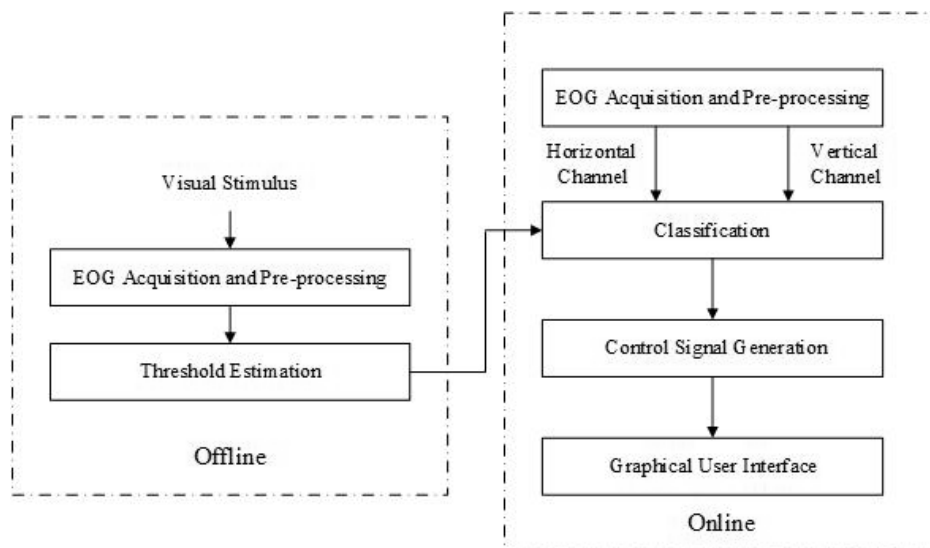 Visual Stimulus
EOG Acquisition and Pre-processing
Threshold Estimation
Offline
EOG Acquisition and Pre-processing
Horizontal
Channel
Vertical
Channel
Classification
Control Signal Generation
Graphical User Interface
Online